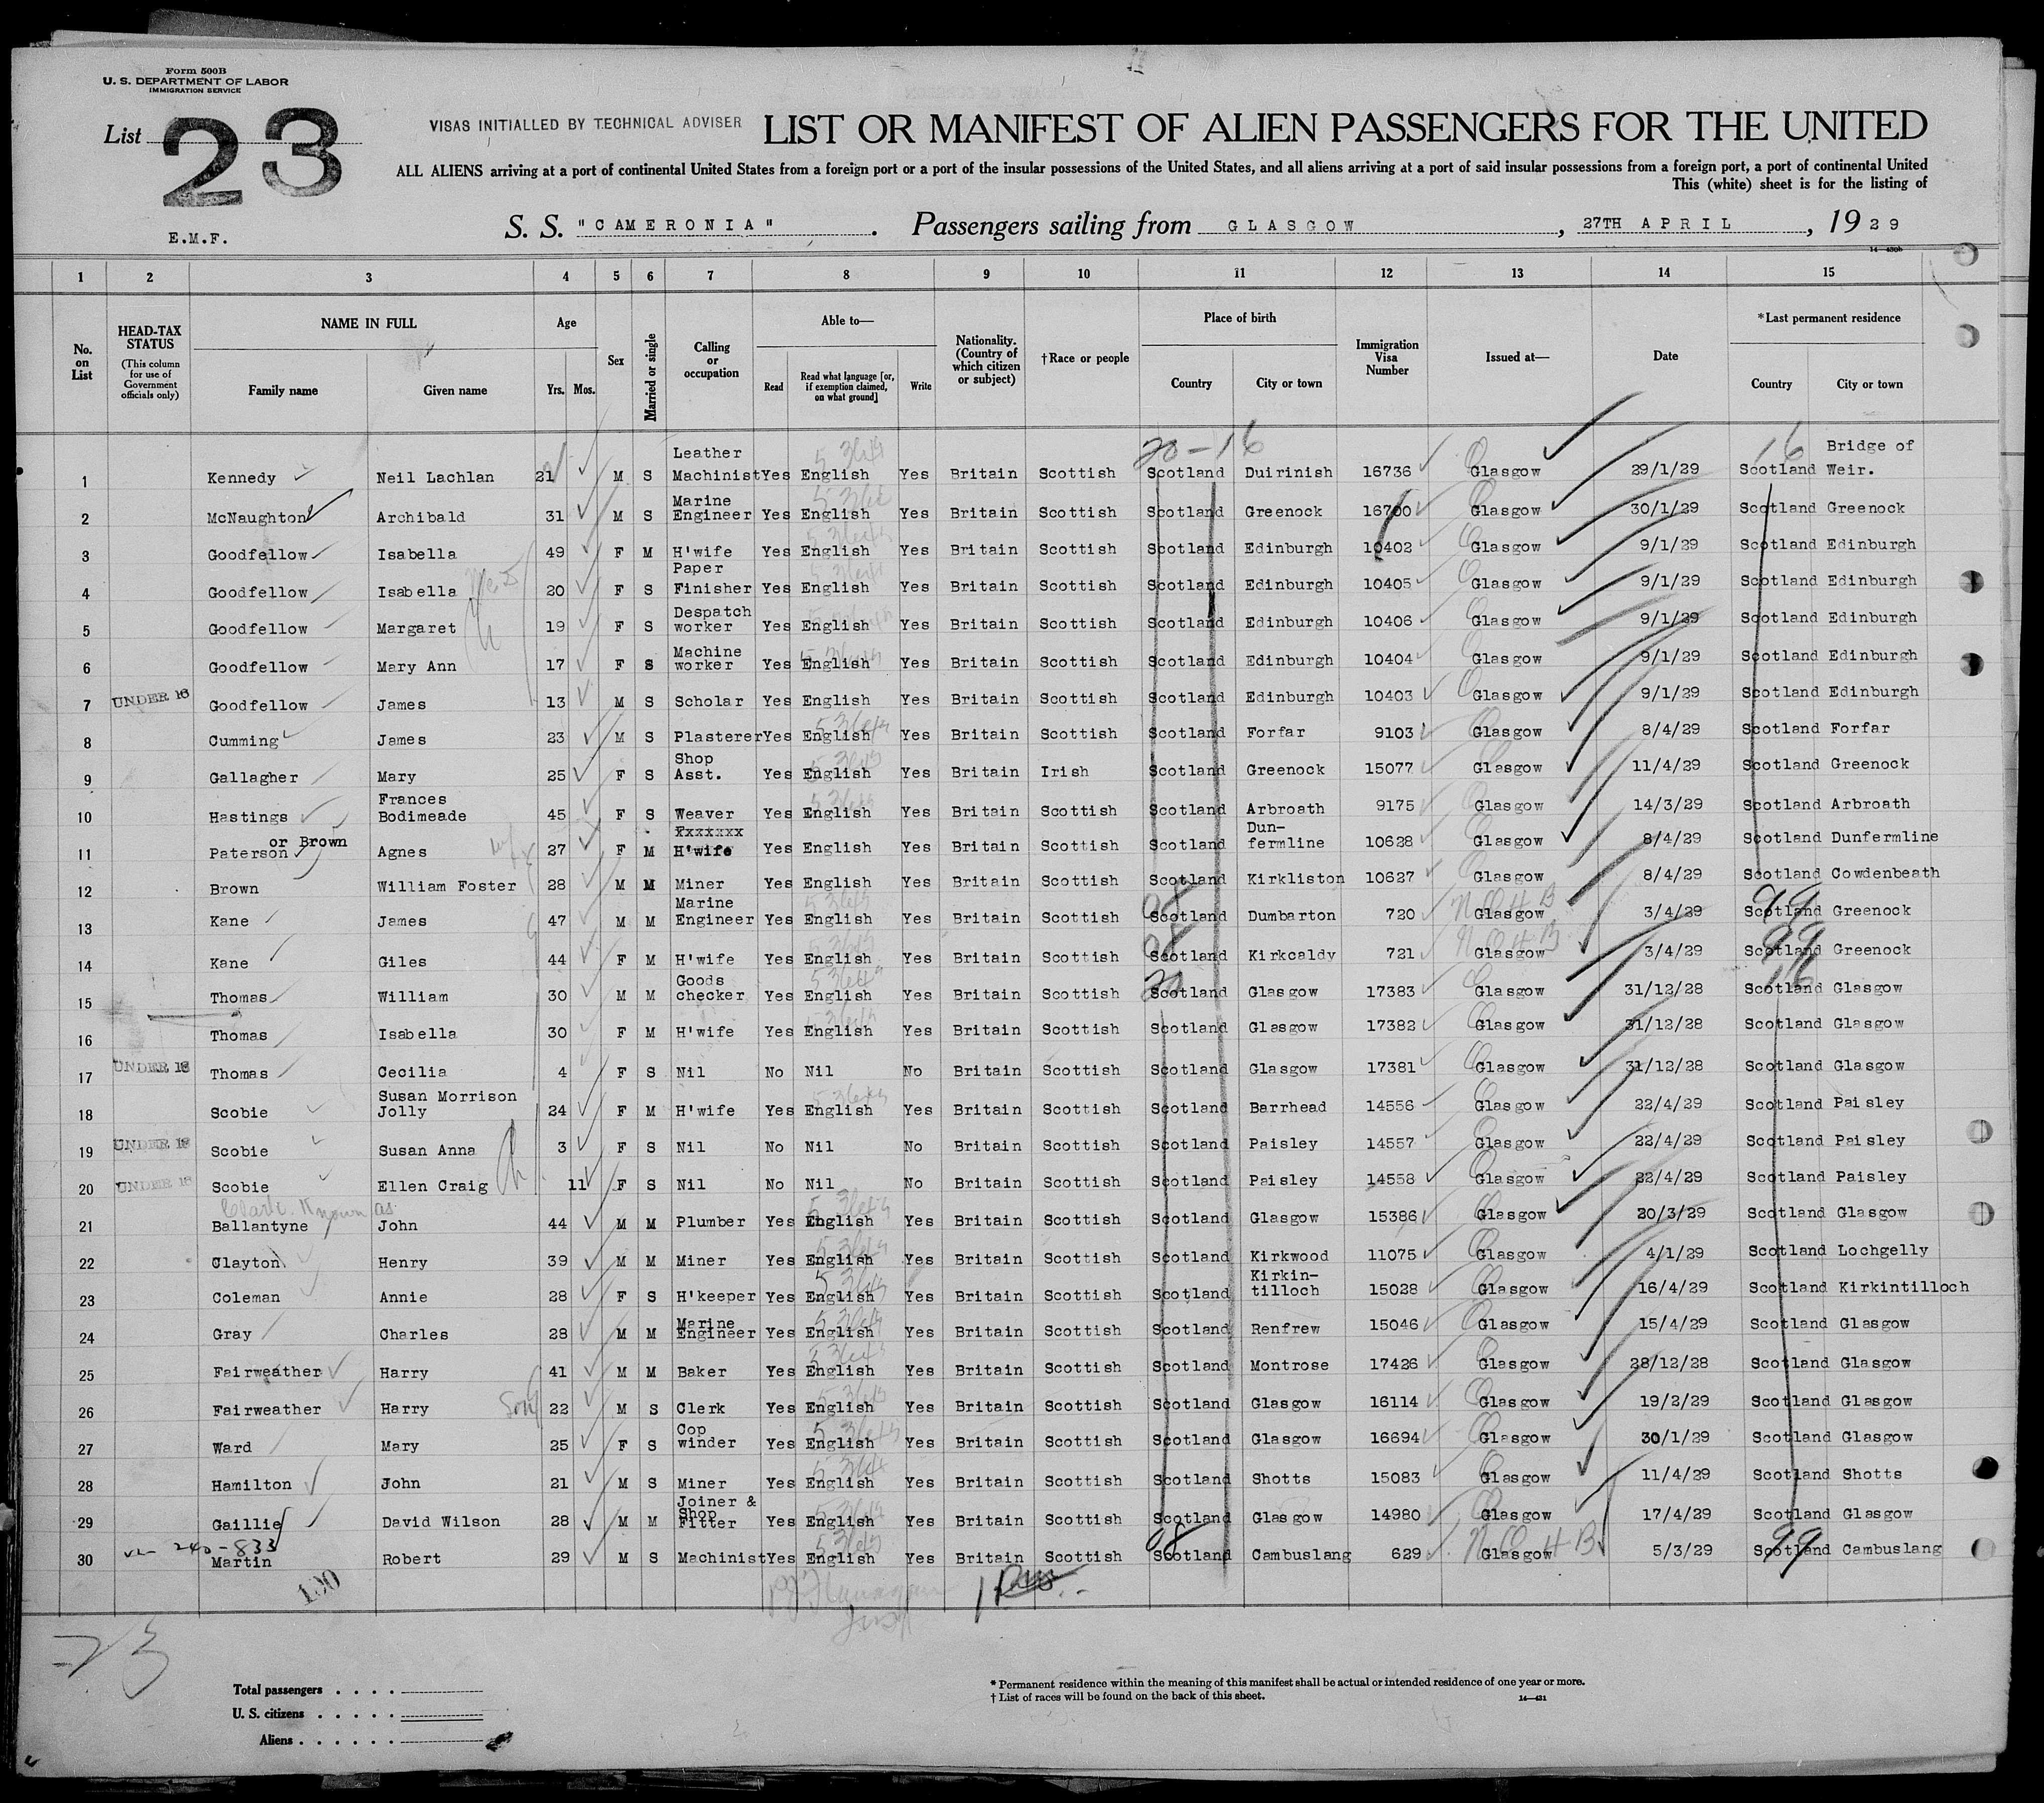 Form 500B
U. S. DEPARTMENT OF LABOR
IMMIGRATION SERVICE
List 23
VISAS INITIALLED BY TECHNICAL ADVISER
LIST OR MANIFEST OF ALIEN PASSENGERS FOR THE UNITED
ALL ALIENS arriving at a port of continental United States from a foreign port or a port of the insular possessions of the United States, and all aliens arriving at a port of said insular possessions from a foreign port, a port of continental United
This (white) sheet is for the listing of
E.M.F.
S. S. "CAMERONIA". Passengers sailing from GLASGOW, 27TH APRIL, 1929
14—430b
1 2 3 4 5 6 7 8 9 10 11 12 13 14 15
No. on List
HEAD-TAX STATUS
(This column for use of Government officials only)
NAME IN FULL
Family name Given name
Age
Yrs. Mos.
Sex
Married or single
Calling or occupation
Able to—
Read Read what language [or, if exemption claimed, on what ground] Write
Nationality. (Country of which citizen or subject)
†Race or people
Place of birth
Country City or town
Immigration Visa Number
Issued at—
Date
*Last permanent residence
Country City or town
20-16 16
1 Kennedy Neil Lachlan 21 M S Leather Machinist Yes English Yes Britain Scottish Scotland Duirinish 16736 Glasgow 29/1/29 Scotland Bridge of Weir.
2 McNaughton Archibald 31 M S Marine Engineer Yes English Yes Britain Scottish Scotland Greenock 16700 Glasgow 30/1/29 Scotland Greenock
3 Goodfellow Isabella 49 F M H'wife Yes English Yes Britain Scottish Scotland Edinburgh 10402 Glasgow 9/1/29 Scotland Edinburgh
4 Goodfellow Isabella 20 F S Paper Finisher Yes English Yes Britain Scottish Scotland Edinburgh 10405 Glasgow 9/1/29 Scotland Edinburgh
5 Goodfellow Margaret 19 F S Despatch worker Yes English Yes Britain Scottish Scotland Edinburgh 10406 Glasgow 9/1/29 Scotland Edinburgh
6 Goodfellow Mary Ann 17 F S Machine worker Yes English Yes Britain Scottish Scotland Edinburgh 10404 Glasgow 9/1/29 Scotland Edinburgh
7 UNDER 16 Goodfellow James 13 M S Scholar Yes English Yes Britain Scottish Scotland Edinburgh 10403 Glasgow 9/1/29 Scotland Edinburgh
8 Cumming James 23 M S Plasterer Yes English Yes Britain Scottish Scotland Forfar 9103 Glasgow 8/4/29 Scotland Forfar
9 Gallagher Mary 25 F S Shop Asst. Yes English Yes Britain Irish Scotland Greenock 15077 Glasgow 11/4/29 Scotland Greenock
10 Hastings Frances Bodimeade 45 F S Weaver Yes English Yes Britain Scottish Scotland Arbroath 9175 Glasgow 14/3/29 Scotland Arbroath
11 Paterson or Brown Agnes 27 F M H'wife Yes English Yes Britain Scottish Scotland Dun- fermline 10628 Glasgow 8/4/29 Scotland Dunfermline
12 Brown William Foster 28 M M Miner Yes English Yes Britain Scottish Scotland Kirkliston 10627 Glasgow 8/4/29 Scotland Cowdenbeath
13 Kane James 47 M M Marine Engineer Yes English Yes Britain Scottish Scotland Dumbarton 720 Glasgow 3/4/29 Scotland Greenock
14 Kane Giles 44 F M H'wife Yes English Yes Britain Scottish Scotland Kirkcaldy 721 Glasgow 3/4/29 Scotland Greenock
15 Thomas William 30 M M Goods checker Yes English Yes Britain Scottish Scotland Glasgow 17383 Glasgow 31/12/28 Scotland Glasgow
16 Thomas Isabella 30 F M H'wife Yes English Yes Britain Scottish Scotland Glasgow 17382 Glasgow 31/12/28 Scotland Glasgow
17 UNDER 16 Thomas Cecilia 4 F S Nil No Nil No Britain Scottish Scotland Glasgow 17381 Glasgow 31/12/28 Scotland Glasgow
18 Scobie Susan Morrison Jolly 24 F M H'wife Yes English Yes Britain Scottish Scotland Barrhead 14556 Glasgow 22/4/29 Scotland Paisley
19 UNDER 16 Scobie Susan Anna 3 F S Nil No Nil No Britain Scottish Scotland Paisley 14557 Glasgow 22/4/29 Scotland Paisley
20 UNDER 16 Scobie Ellen Craig 11 F S Nil No Nil No Britain Scottish Scotland Paisley 14558 Glasgow 22/4/29 Scotland Paisley
Known as
21 Ballantyne John 44 M M Plumber Yes English Yes Britain Scottish Scotland Glasgow 15386 Glasgow 20/3/29 Scotland Glasgow
22 Clayton Henry 39 M M Miner Yes English Yes Britain Scottish Scotland Kirkwood 11075 Glasgow 4/1/29 Scotland Lochgelly
23 Coleman Annie 28 F S H'keeper Yes English Yes Britain Scottish Scotland Kirkin- tilloch 15028 Glasgow 16/4/29 Scotland Kirkintilloch
24 Gray Charles 28 M M Marine Engineer Yes English Yes Britain Scottish Scotland Renfrew 15046 Glasgow 15/4/29 Scotland Glasgow
25 Fairweather Harry 41 M M Baker Yes English Yes Britain Scottish Scotland Montrose 17426 Glasgow 28/12/28 Scotland Glasgow
26 Fairweather Harry Son 22 M S Clerk Yes English Yes Britain Scottish Scotland Glasgow 16114 Glasgow 19/2/29 Scotland Glasgow
27 Ward Mary 25 F S Cop winder Yes English Yes Britain Scottish Scotland Glasgow 16694 Glasgow 30/1/29 Scotland Glasgow
28 Hamilton John 21 M S Miner Yes English Yes Britain Scottish Scotland Shotts 15083 Glasgow 11/4/29 Scotland Shotts
29 Gaillie David Wilson 28 M M Joiner & Shop Fitter Yes English Yes Britain Scottish Scotland Glasgow 14980 Glasgow 17/4/29 Scotland Glasgow
240-833
30 Martin Robert 29 M S Machinist Yes English Yes Britain Scottish Scotland Cambuslang 629 Glasgow 5/3/29 Scotland Cambuslang
23
Total passengers
U. S. citizens
Aliens
* Permanent residence within the meaning of this manifest shall be actual or intended residence of one year or more.
† List of races will be found on the back of this sheet.
14—431